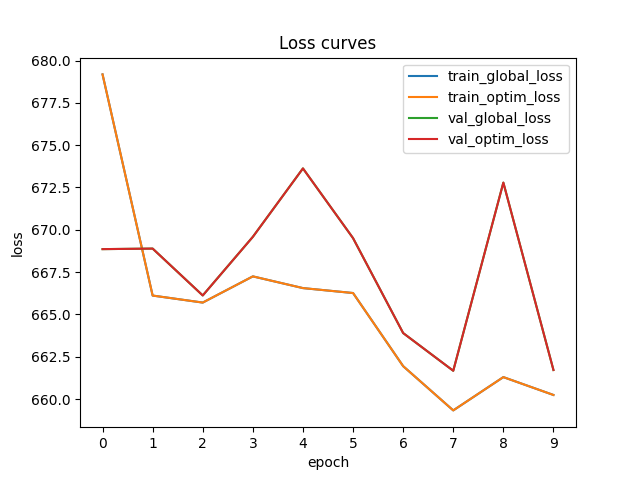 Loss curves
680.0
677.5
675.0
672.5
670.0
667.5
665.0
662.5
660.0
loss
train_global_loss
train_optim_loss
val_global_loss
val_optim_loss
0 1 2 3 4 5 6 7 8 9
epoch